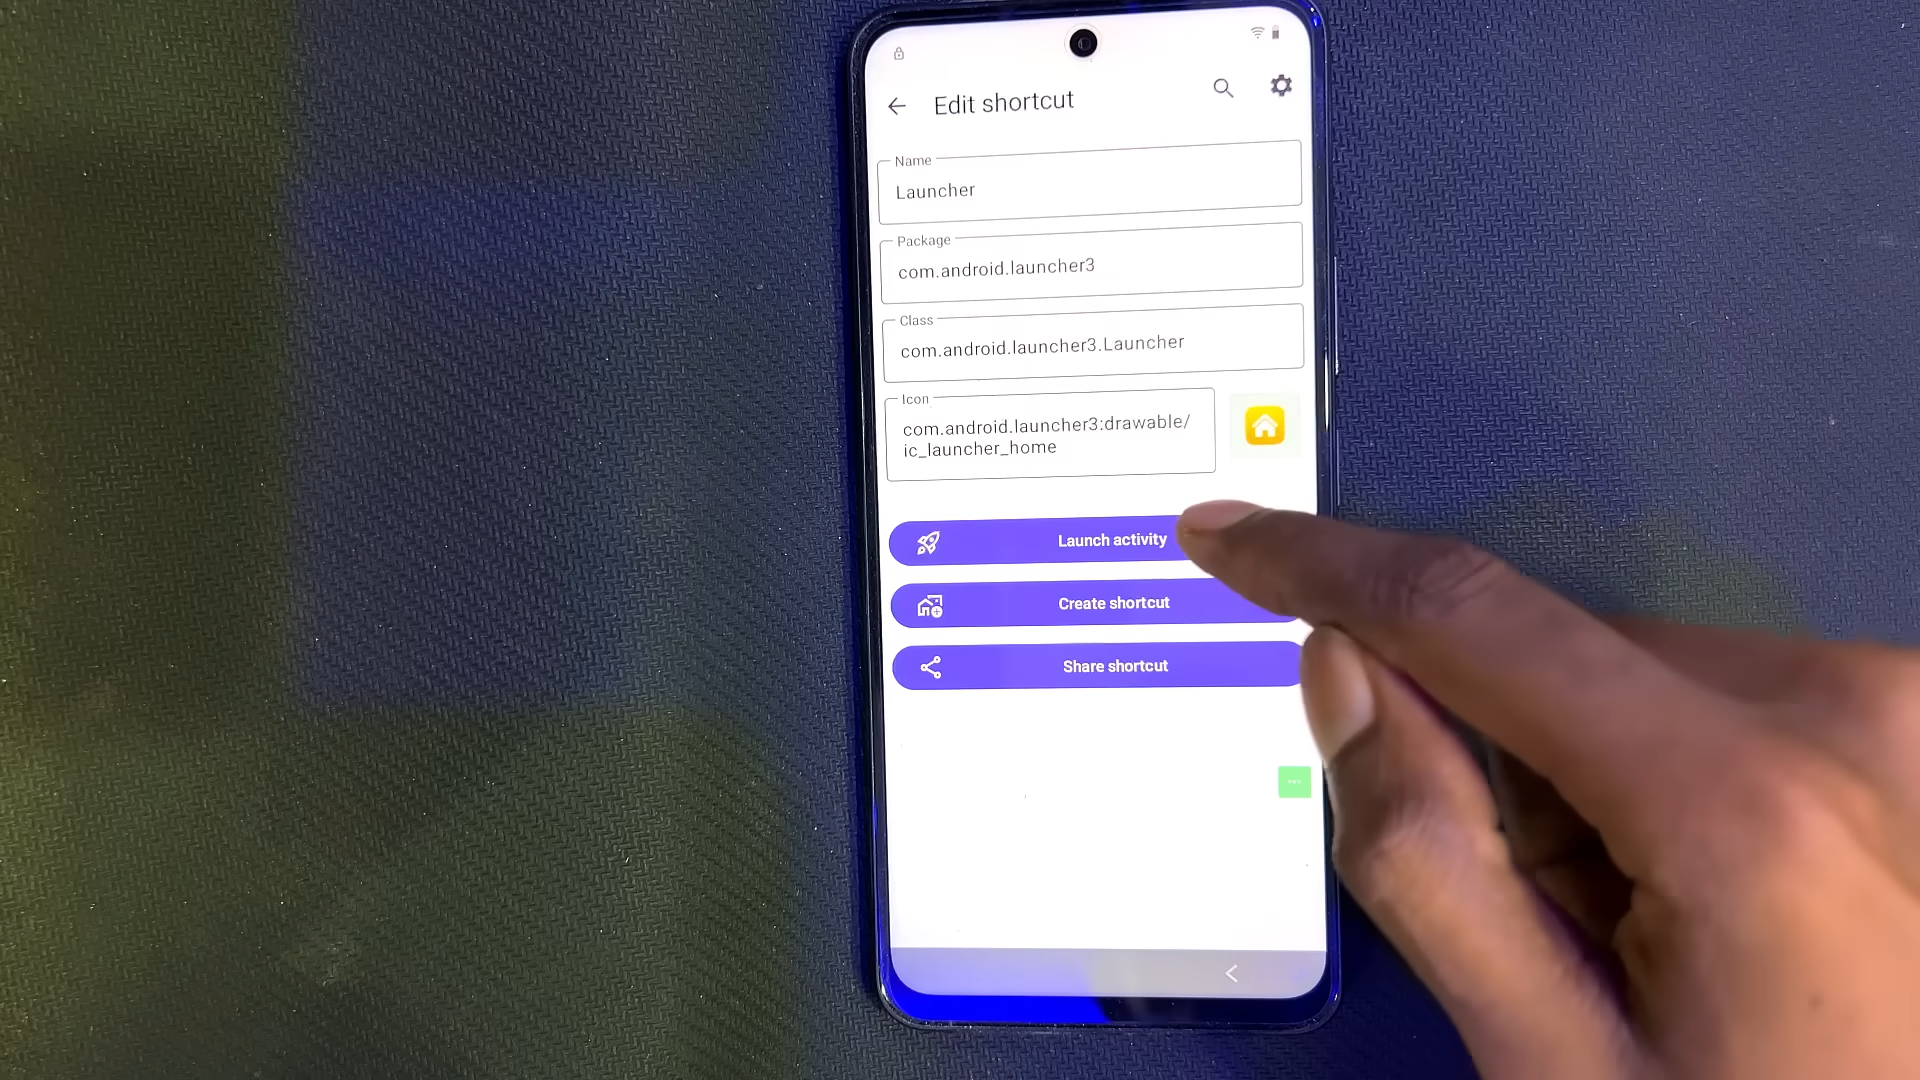 Edit shortcut
Name
Launcher
Package
com.android.launcher3
Class
com.android.launcher3.Launcher
Icon
com.android.launcher3:drawable/
ic_launcher_home
Launch activity
Create shortcut
Share shortcut